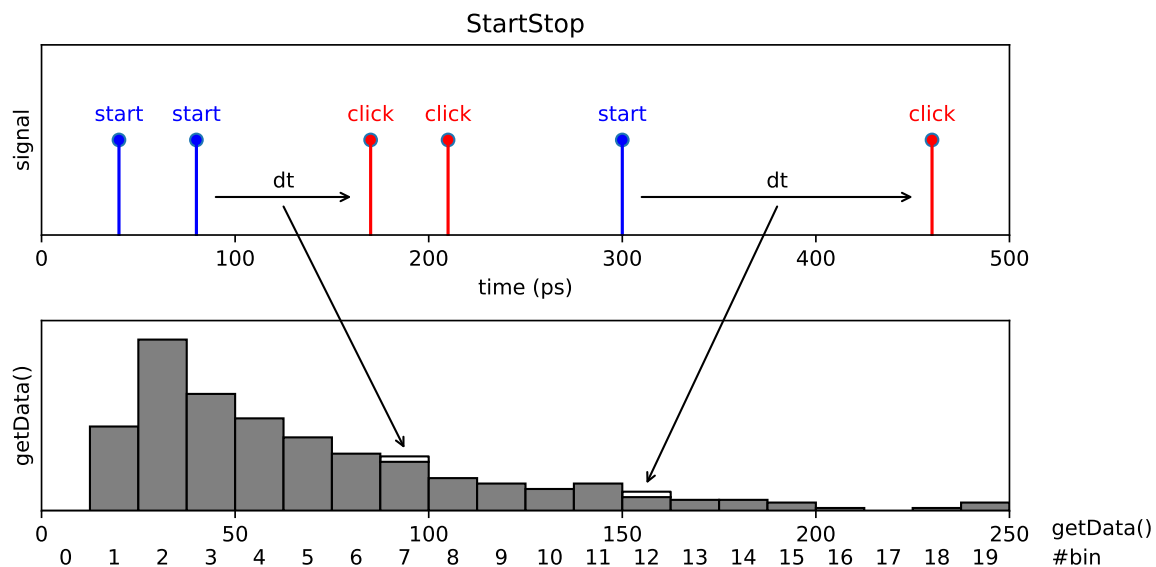 StartStop
signal
start start click click start click
dt dt
0 100 200 300 400 500
time (ps)
getData()
0 50 100 150 200 250 getData()
0 1 2 3 4 5 6 7 8 9 10 11 12 13 14 15 16 17 18 19 #bin